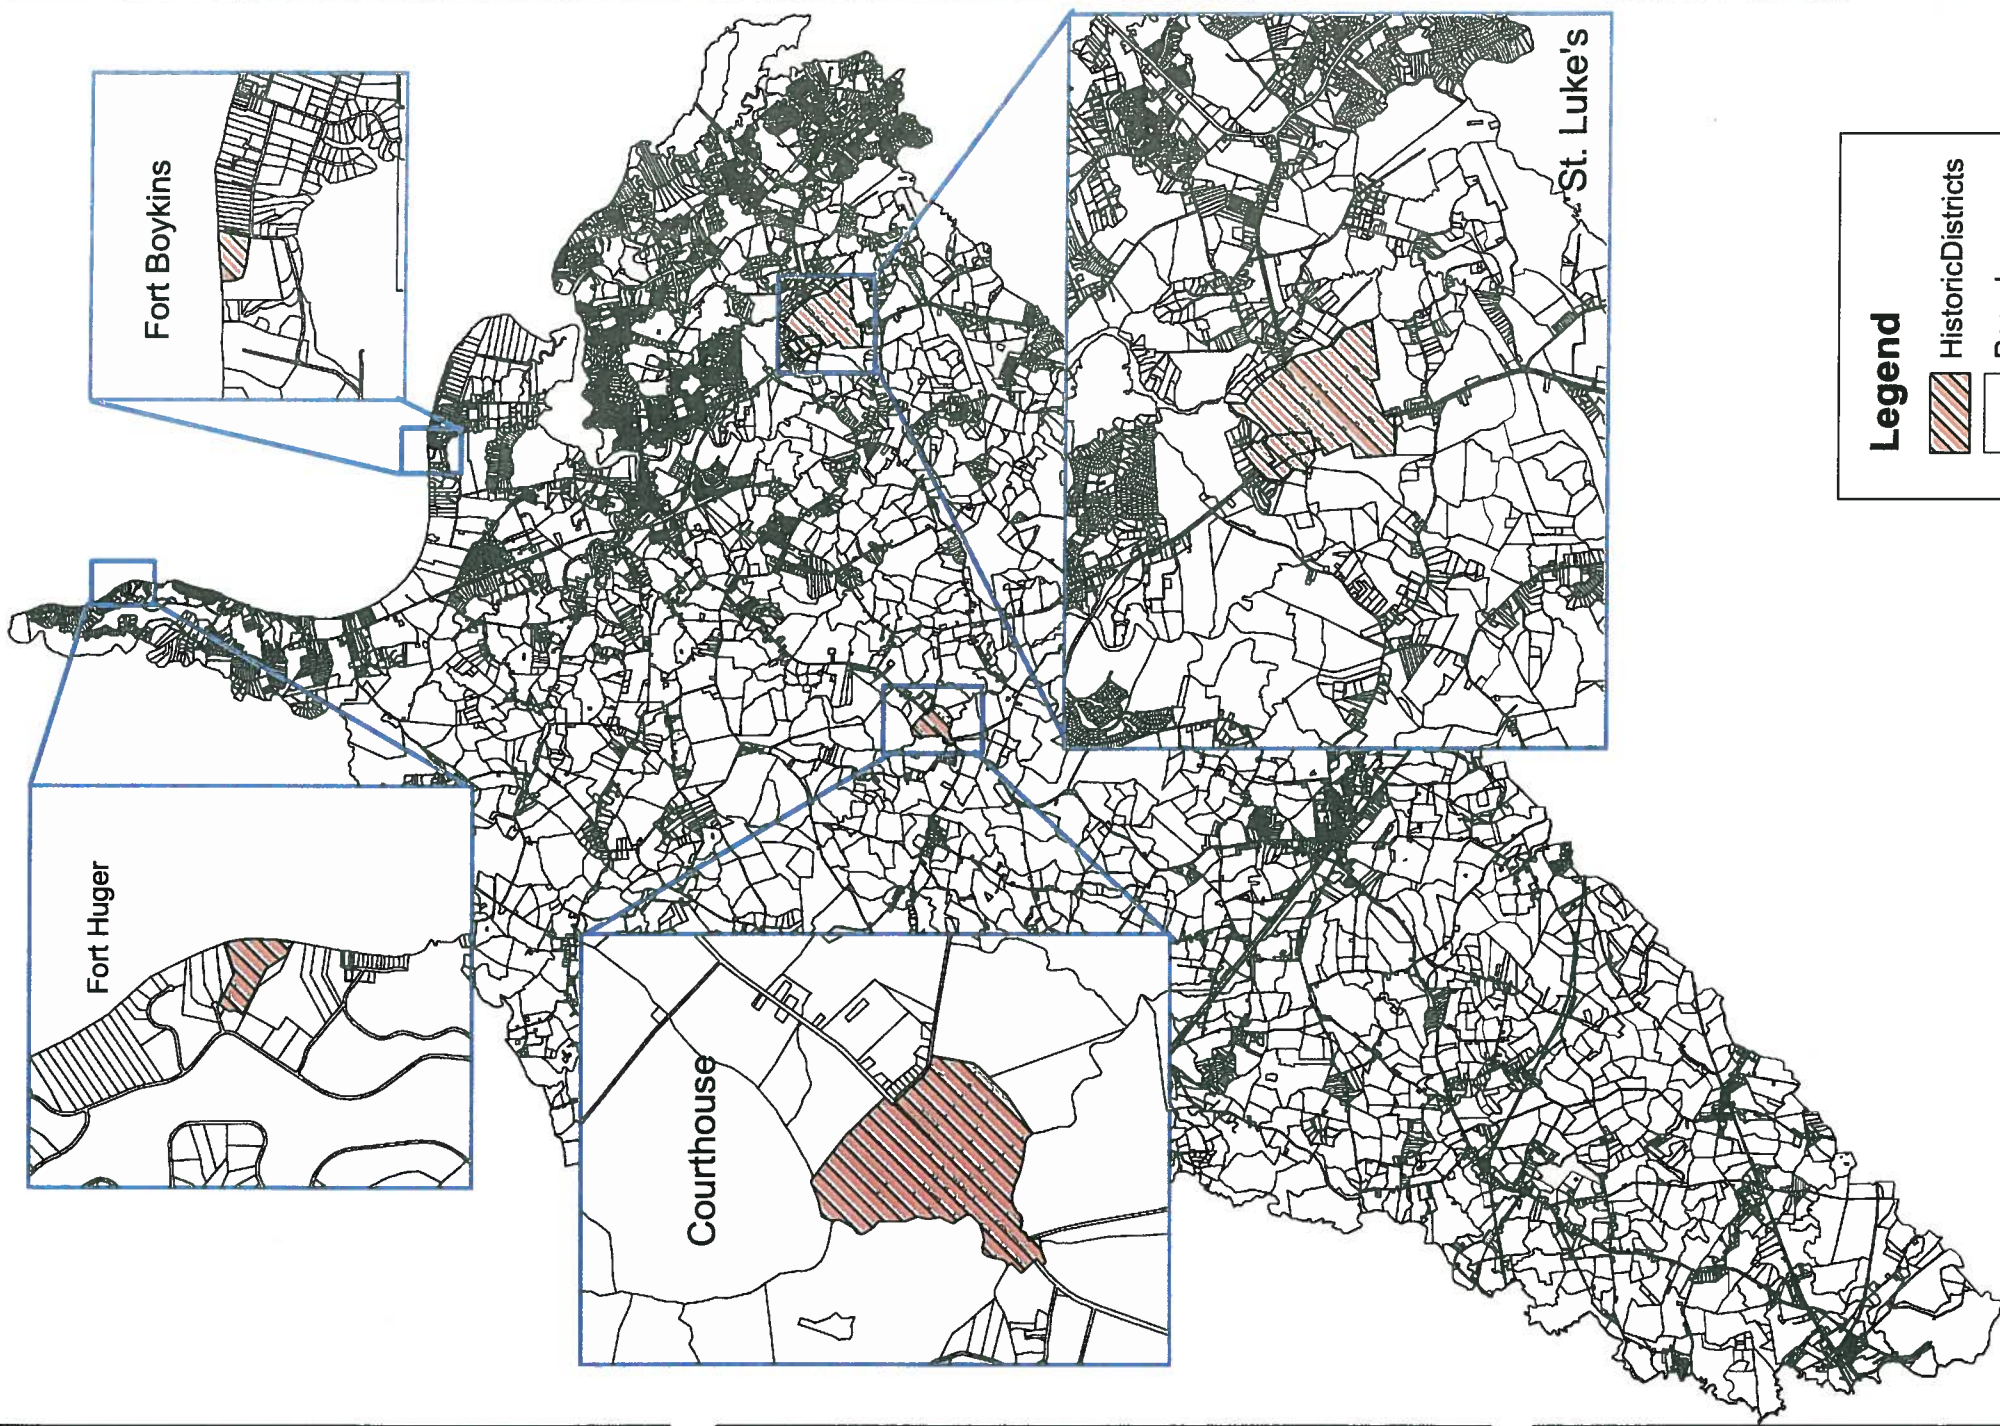 Fort Boykins
Fort Huger
St. Luke's
Courthouse
Legend
HistoricDistricts